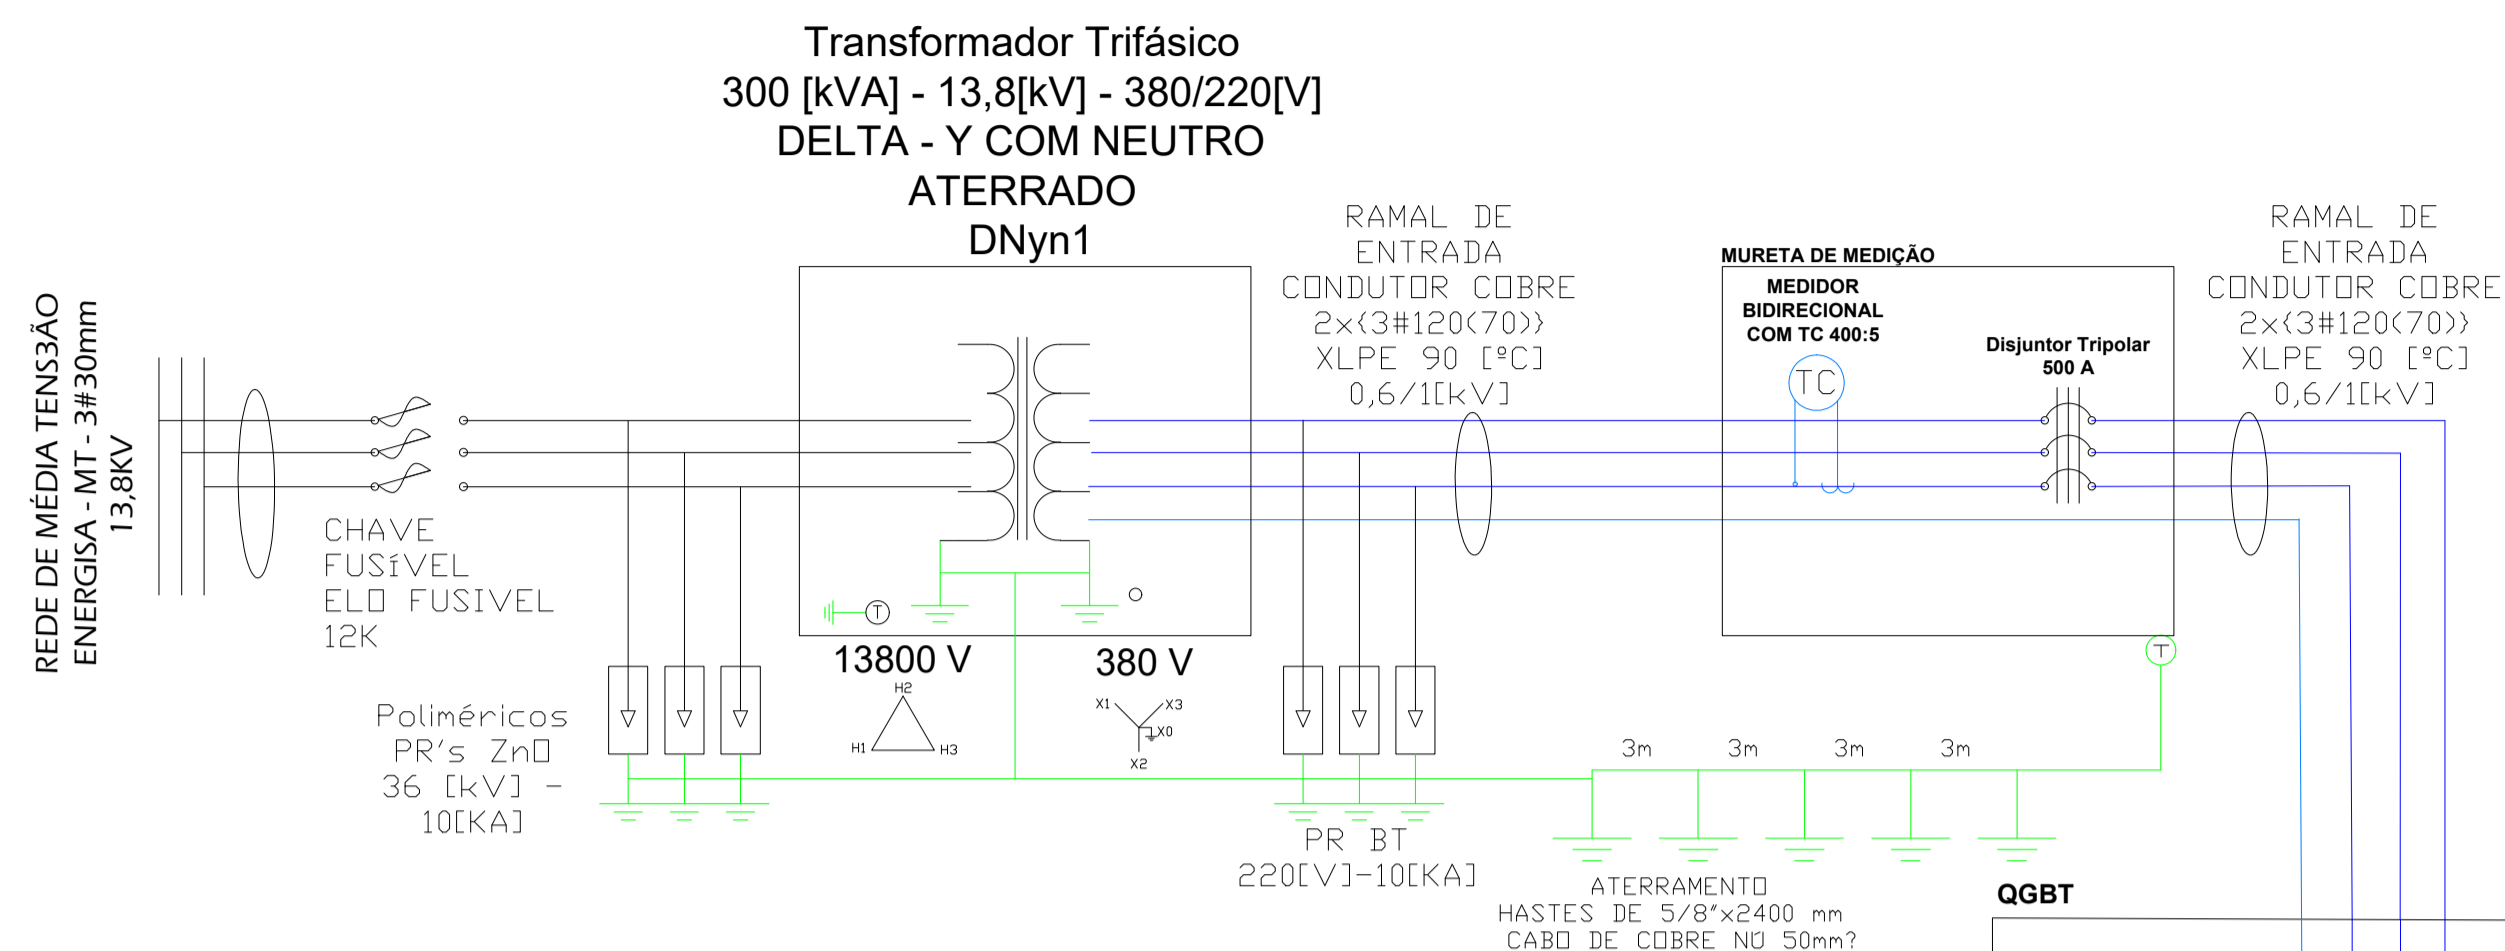 Transformador Trifásico
300 [kVA] - 13,8[kV] - 380/220[V]
DELTA - Y COM NEUTRO
ATERRADO
DNyn1
REDE DE MÉDIA TENS3ÃO
ENERGISA - MT - 3#30mm
13,8KV
CHAVE
FUSíVEL
ELO FUSIVEL
12K
Poliméricos
PR's ZnO
36 [kV] -
10[KA]
T
13800 V
380 V
H2
H1
H3
X1
X3
X0
X2
RAMAL DE
ENTRADA
CONDUTOR COBRE
2x{3#120(70)}
XLPE 90 [ºC]
0,6/1[kV]
PR BT
220[V]-10[KA]
MURETA DE MEDIÇÃO
MEDIDOR
BIDIRECIONAL
COM TC 400:5
TC
Disjuntor Tripolar
500 A
T
RAMAL DE
ENTRADA
CONDUTOR COBRE
2x{3#120(70)}
XLPE 90 [ºC]
0,6/1[kV]
3m 3m 3m 3m
ATERRAMENTO
HASTES DE 5/8"x2400 mm
CABO DE COBRE NÚ 50mm?
QGBT